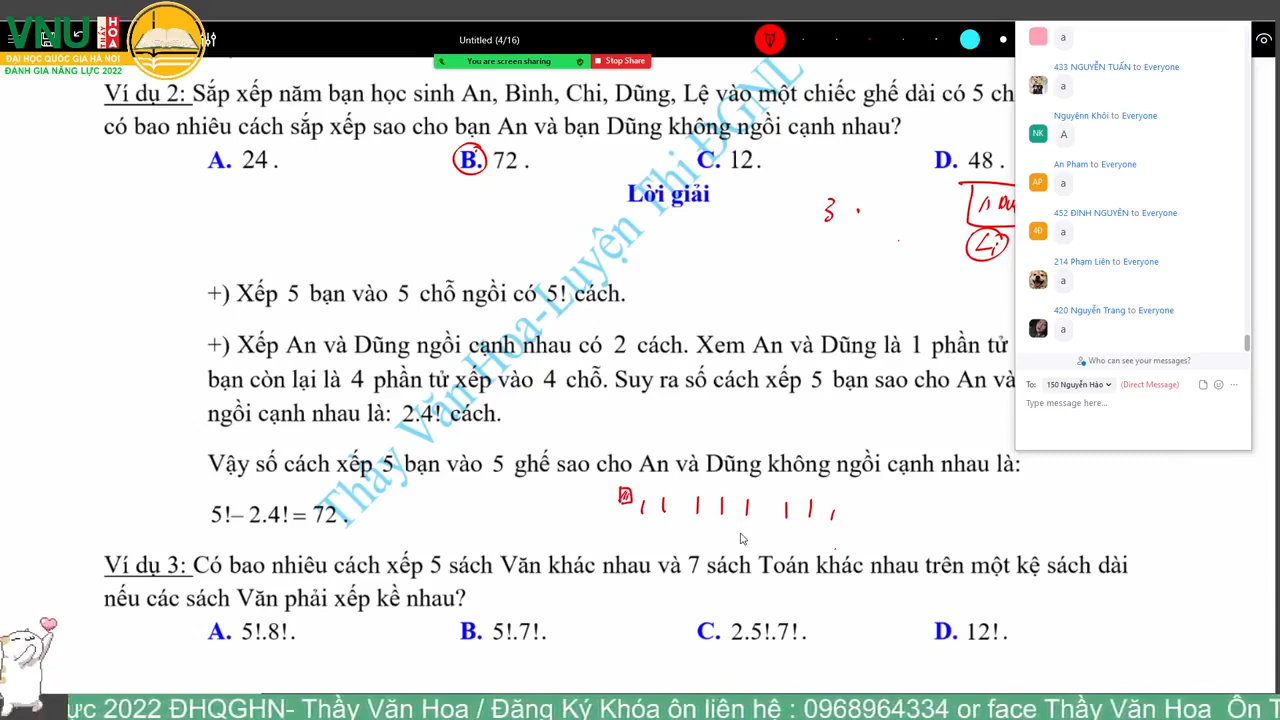 VNU
HOA
ĐẠI HỌC QUỐC GIA HÀ NỘI
ĐÁNH GIÁ NĂNG LỰC 2022
Untitled (4/16)
You are screen sharing
Stop Share
Ví dụ 2: Sắp xếp năm bạn học sinh An, Bình, Chi, Dũng, Lệ vào một chiếc ghế dài có 5 ch
có bao nhiêu cách sắp xếp sao cho bạn An và bạn Dũng không ngồi cạnh nhau?
A. 24 . B. 72 . C. 12 . D. 48 .
Lời giải
3 .
+) Xếp 5 bạn vào 5 chỗ ngồi có 5! cách.
+) Xếp An và Dũng ngồi cạnh nhau có 2 cách. Xem An và Dũng là 1 phần tử
bạn còn lại là 4 phần tử xếp vào 4 chỗ. Suy ra số cách xếp 5 bạn sao cho An và
ngồi cạnh nhau là: 2.4! cách.
Vậy số cách xếp 5 bạn vào 5 ghế sao cho An và Dũng không ngồi cạnh nhau là:
5!– 2.4! = 72 .
Ví dụ 3: Có bao nhiêu cách xếp 5 sách Văn khác nhau và 7 sách Toán khác nhau trên một kệ sách dài
nếu các sách Văn phải xếp kề nhau?
A. 5!.8!. B. 5!.7!. C. 2.5!.7!. D. 12!.
Thầy Văn Hoa-Luyện Thi ĐGNL
a
433 NGUYỄN TUẤN to Everyone
a
Nguyênn Khôi to Everyone
NK
A
An Pham to Everyone
AP
a
452 ĐINH NGUYÊN to Everyone
4Đ
a
214 Phạm Liên to Everyone
a
420 Nguyễn Trang to Everyone
a
Who can see your messages?
To: 150 Nguyễn Hảo (Direct Message)
Type message here...
ực 2022 ĐHQGHN- Thầy Văn Hoa / Đăng Ký Khóa ôn liên hệ : 0968964334 or face Thầy Văn Hoa Ôn T